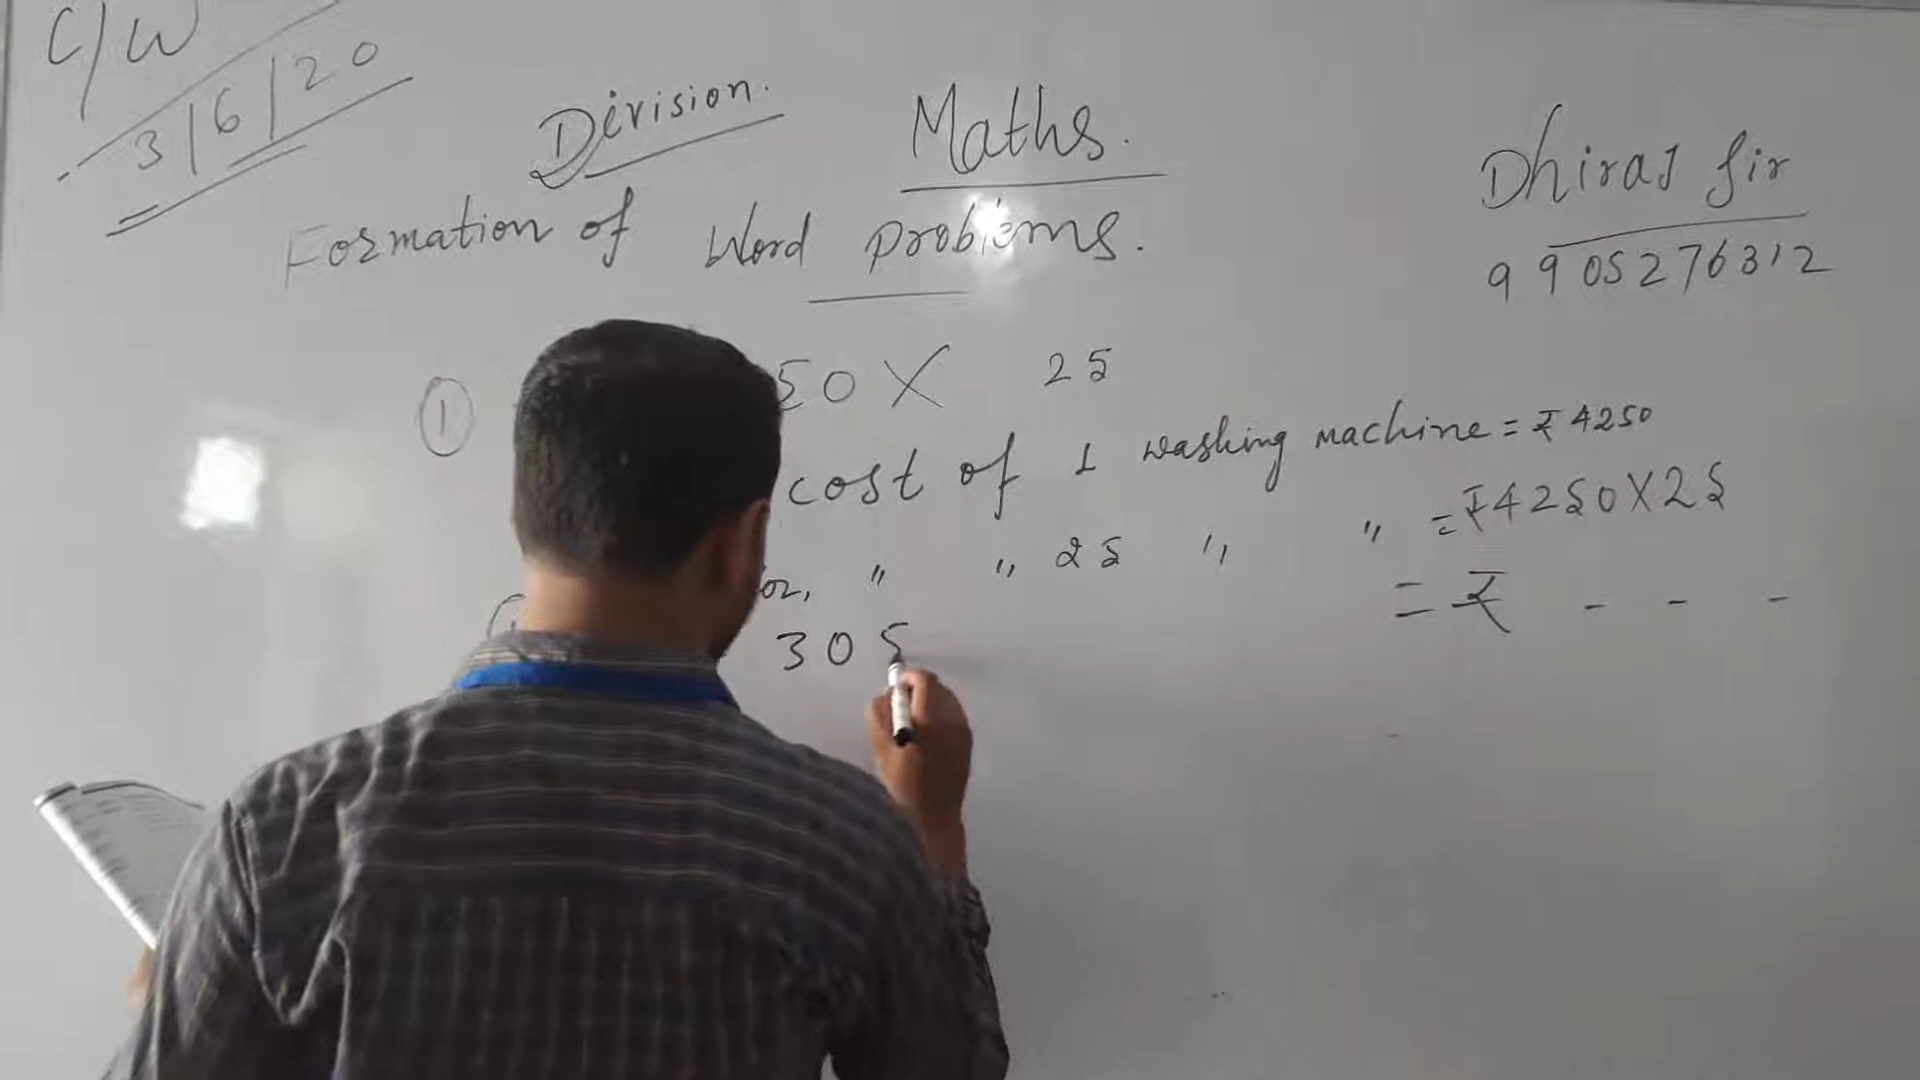 C/W
3/6/20
Division.
Maths.
Dhiraj Sir
9905276312
Formation of Word Problems.
① 50 X 25
cost of 1 washing machine = ₹ 4250
or, " " 25 " " = ₹ 4250 X 25
= ₹ - - -
305